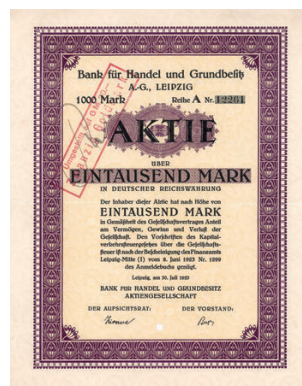 Bank für Handel und Grundbesitz
A.-G., LEIPZIG
1000 Mark Reihe A Nr. 12261
AKTIE
ÜBER
EINTAUSEND MARK
IN DEUTSCHER REICHSWÄHRUNG
Der Inhaber dieser Aktie hat nach Höhe von
EINTAUSEND MARK
in Gemäßheit des Gesellschaftsvertrages Anteil
am Vermögen, Gewinn und Verlust der
Gesellschaft. Den Vorschriften des Kapital-
verkehrsteuergesetzes über die Gesellschafts-
steuer ist nach der Bescheinigung des Finanzamts
Leipzig-Mitte (I) vom 8. Juni 1923 Nr. 1299
des Anmeldebuchs genügt.
Leipzig, am 30. Juli 1923
BANK FÜR HANDEL UND GRUNDBESITZ
AKTIENGESELLSCHAFT
DER AUFSICHTSRAT: DER VORSTAND: